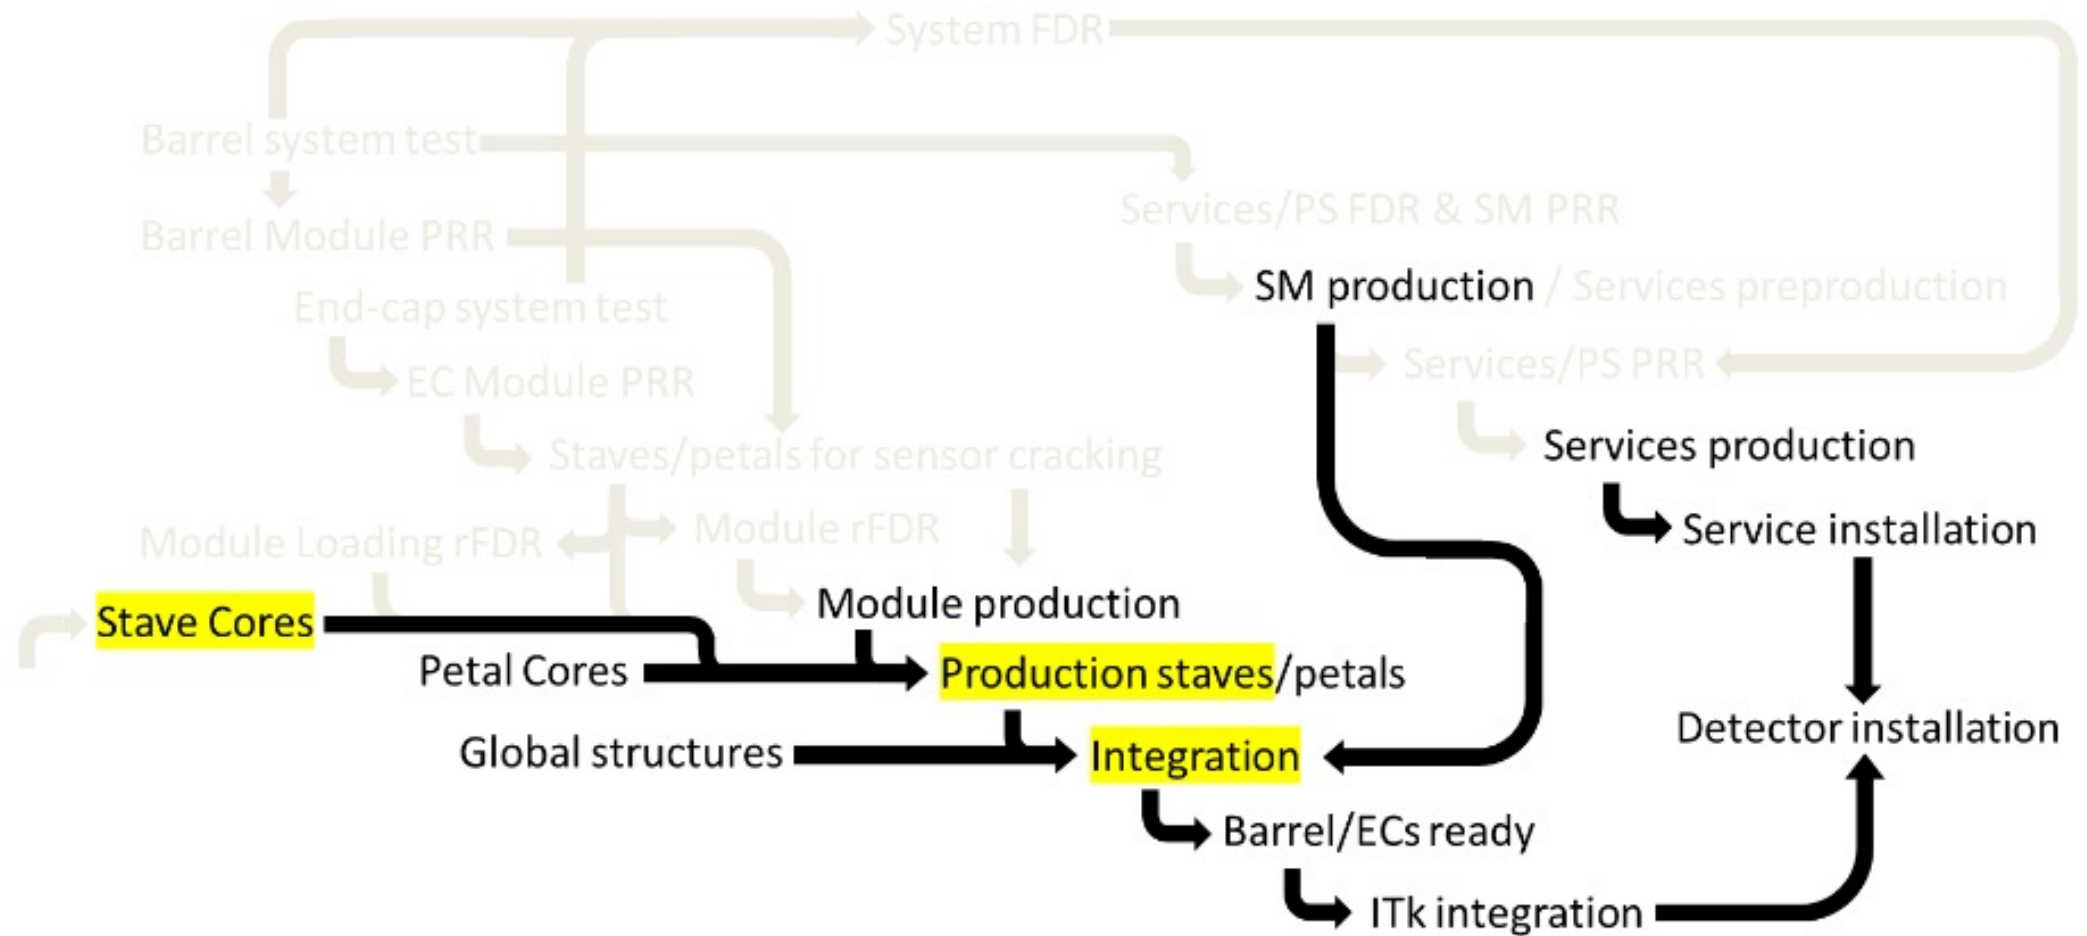 System FDR
Barrel system test
Services/PS FDR & SM PRR
Barrel Module PRR
SM production / Services preproduction
End-cap system test
Services/PS PRR
EC Module PRR
Services production
Staves/petals for sensor cracking
Service installation
Module Loading rFDR
Module rFDR
Module production
Stave Cores
Petal Cores
Production staves/petals
Detector installation
Global structures
Integration
Barrel/ECs ready
ITk integration